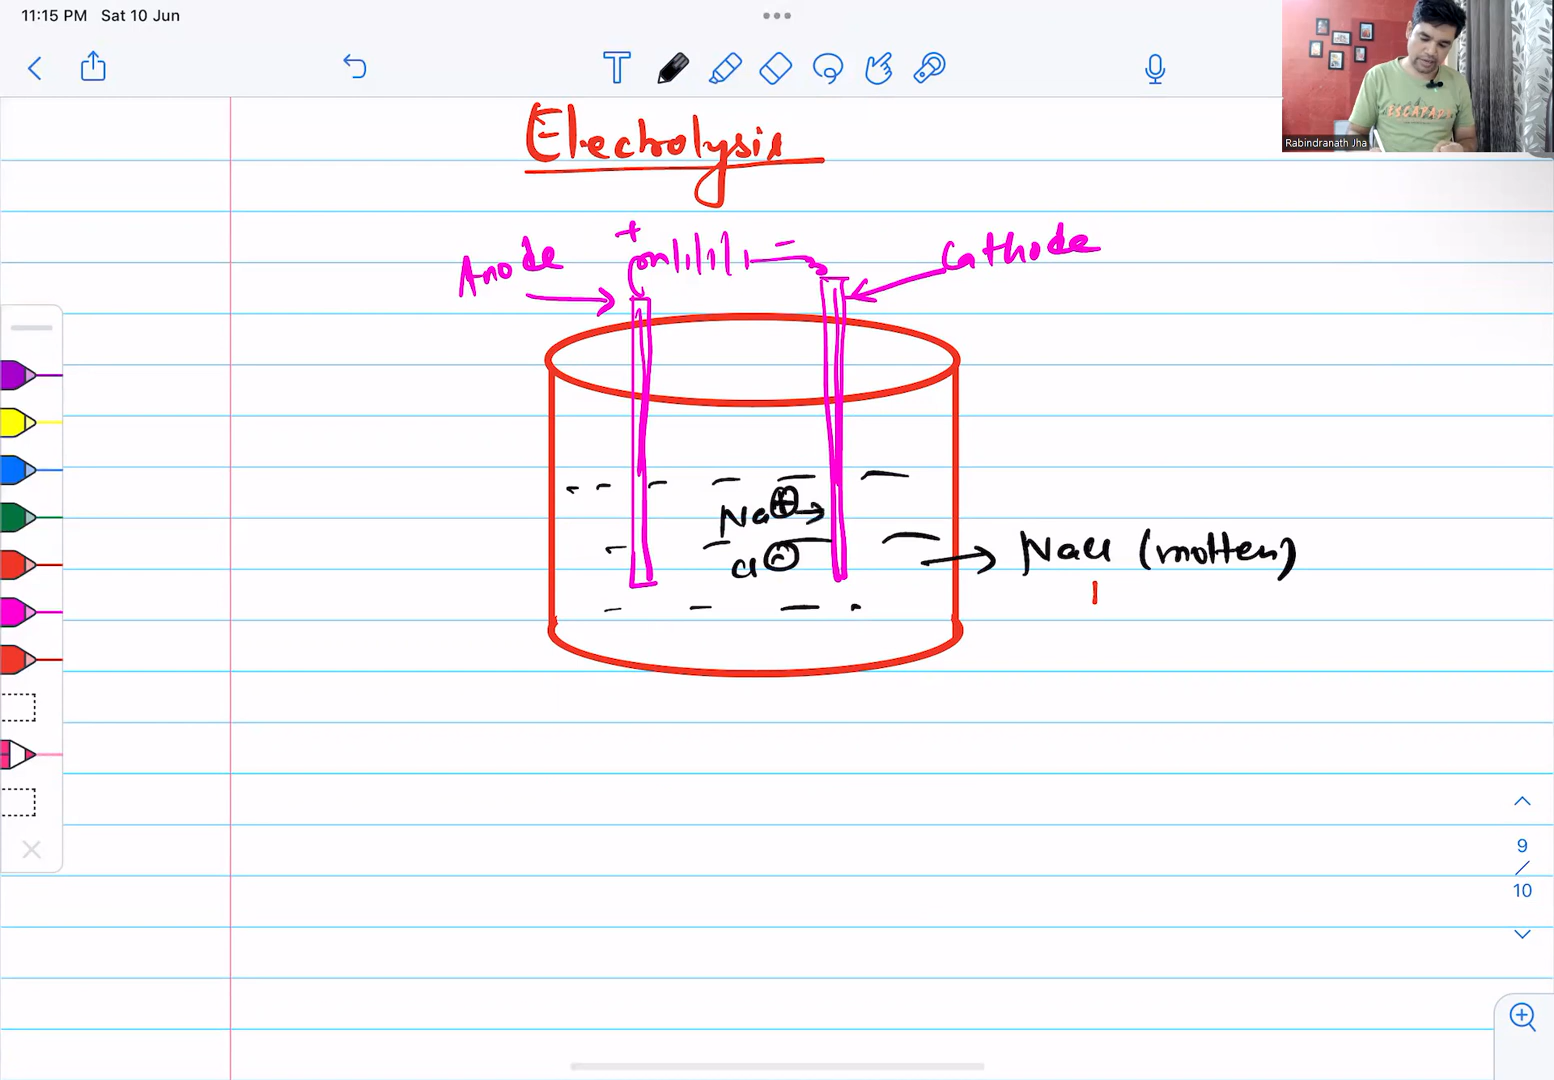 11:15 PM Sat 10 Jun
T
Rabindranath Jha
Electrolysis
Anode
+
-
Cathode
Na+
Cl-
NaCl (molten)
9
/
10